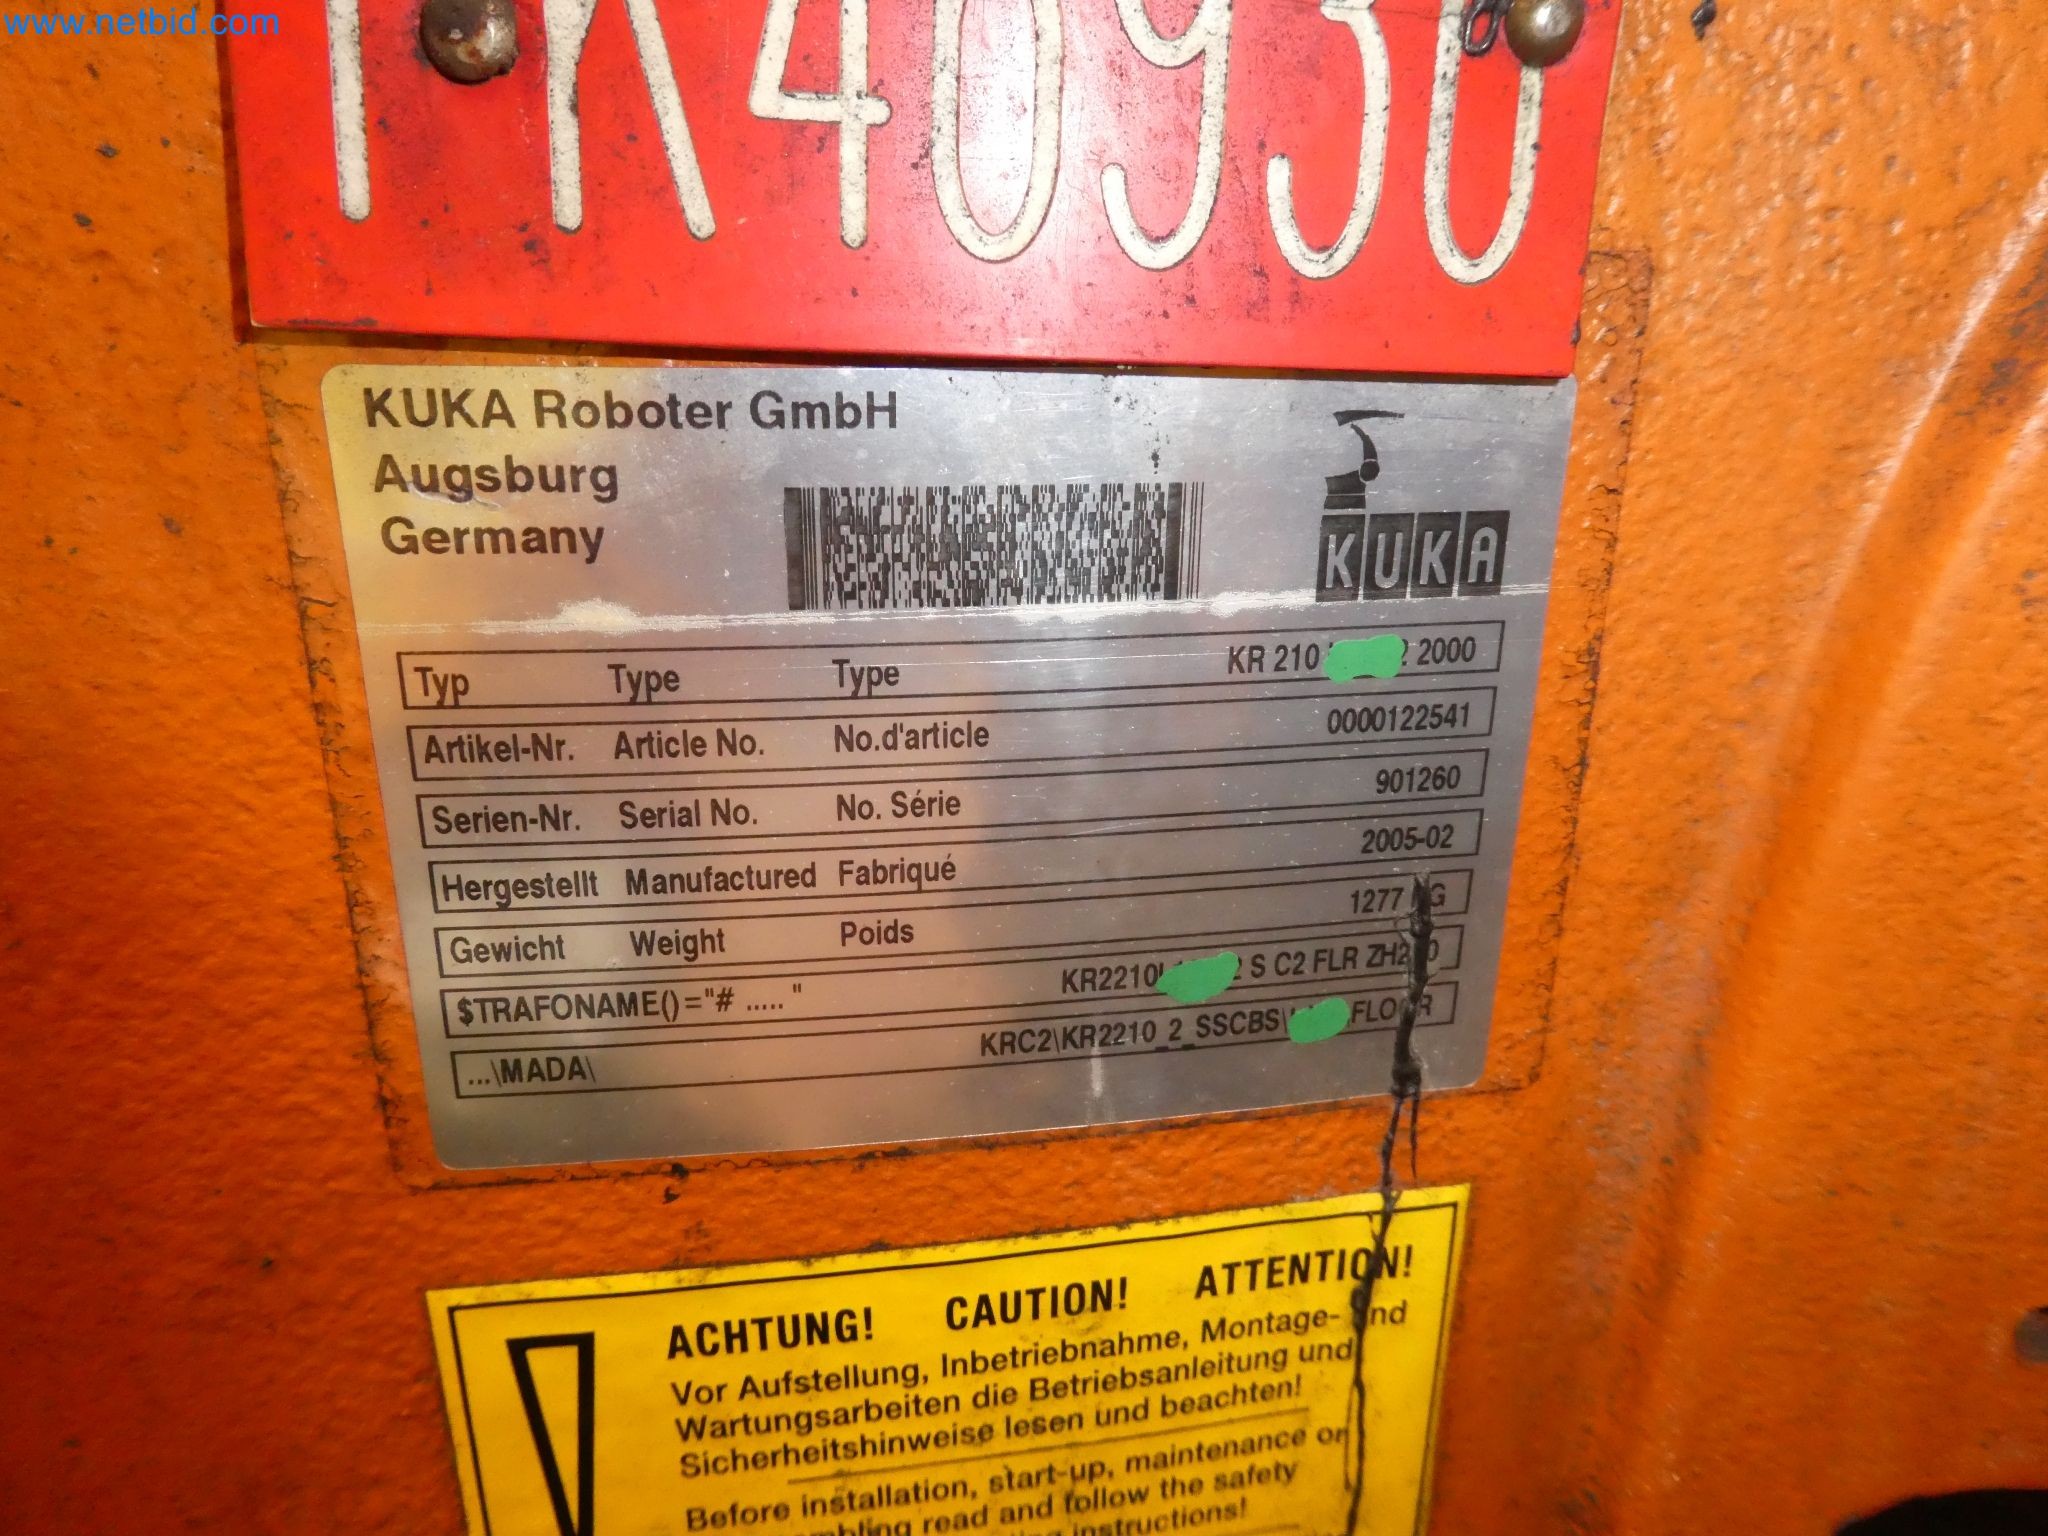 www.netbid.com
KUKA Roboter GmbH
Augsburg
Germany
KUKA
Typ Type Type KR 210 2000
Artikel-Nr. Article No. No.d'article 0000122541
Serien-Nr. Serial No. No. Série 901260
Hergestellt Manufactured Fabriqué 2005-02
Gewicht Weight Poids 1277
$TRAFONAME()="# ..... " S C2 FLR
...\MADA\ KRC2\KR2210_2_SSCBS\
ACHTUNG! CAUTION! ATTENTION!
Vor Aufstellung, Inbetriebnahme, Montage-
Wartungsarbeiten die Betriebsanleitung und
Sicherheitshinweise lesen und beachten!
Before installation, start-up, maintenance or
read and follow the safety
instructions!